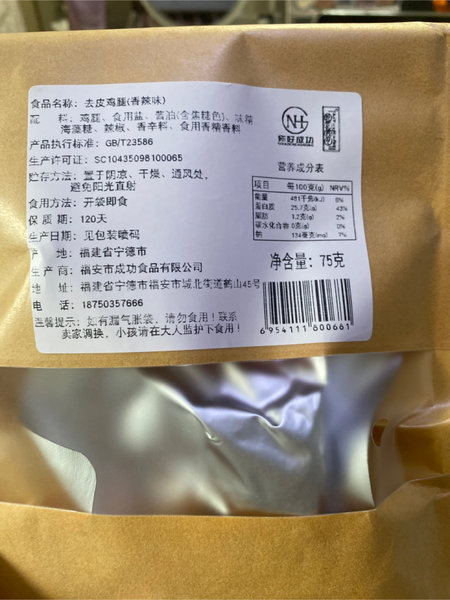 食品名称：去皮鸡腿(香辣味)
配 料：鸡腿、食用盐、酱油(含焦糖色)、味精
海藻糖、辣椒、香辛料、食用香精香料
产品执行标准：GB/T23586
生产许可证：SC10435098100065
贮存方法：置于阴凉、干燥、通风处，
避免阳光直射
食用方法：开袋即食
保 质 期：120天
生产日期：见包装喷码
产 地：福建省宁德市
生 产 商：福安市成功食品有限公司
地 址：福建省宁德市福安市城北街道鹤山45号
电 话：18750357666
温馨提示：如有漏气胀袋，请勿食用！联系
卖家调换，小孩请在大人监护下食用！
NH
你好成功
营养成分表
项目 每100克(g) NRV%
能量 481千焦(kJ) 6%
蛋白质 25.7克(g) 43%
脂肪 1.2克(g) 2%
碳水化合物 0克(g) 0%
钠 134毫克(mg) 7%
净含量：75克
6954111600661